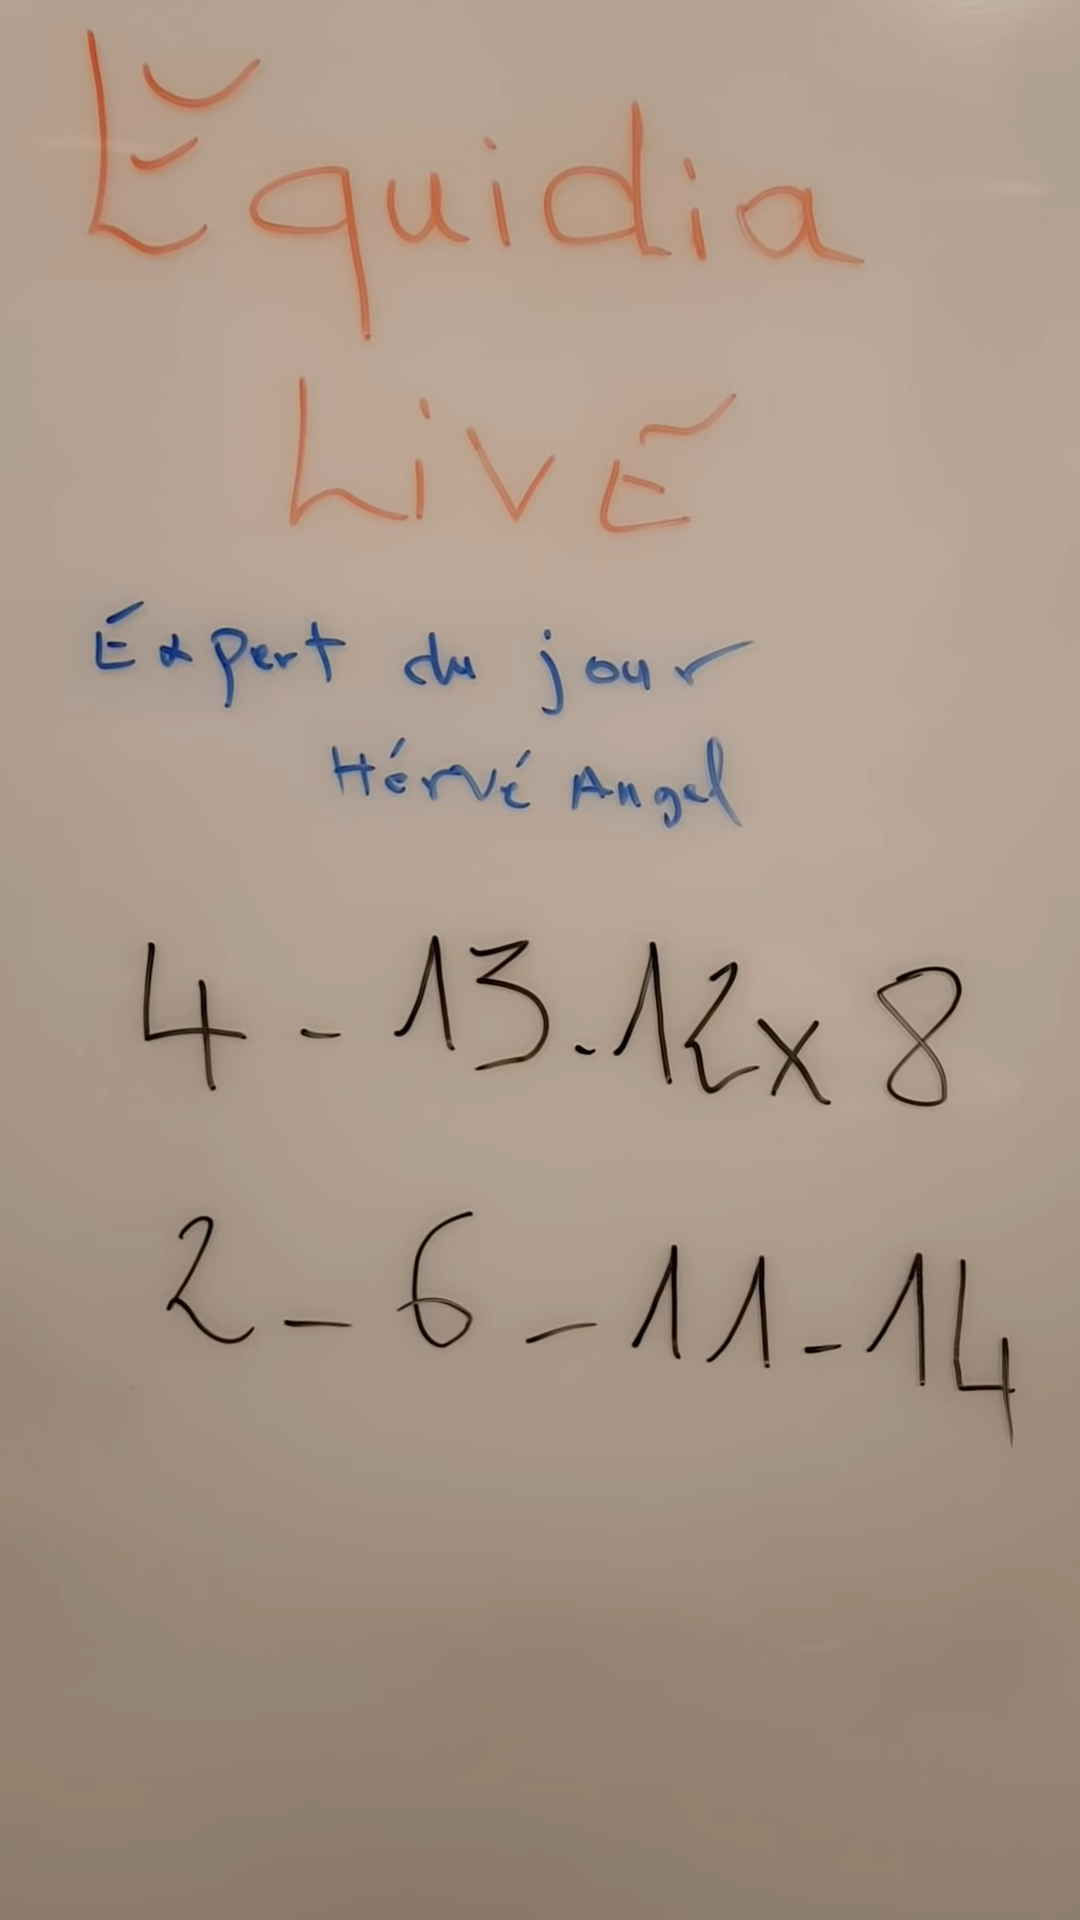 Equidia
LiVE
Expert du jour
Hérvé Angel
4 - 13. 12 x 8
2 - 6 - 11 - 14